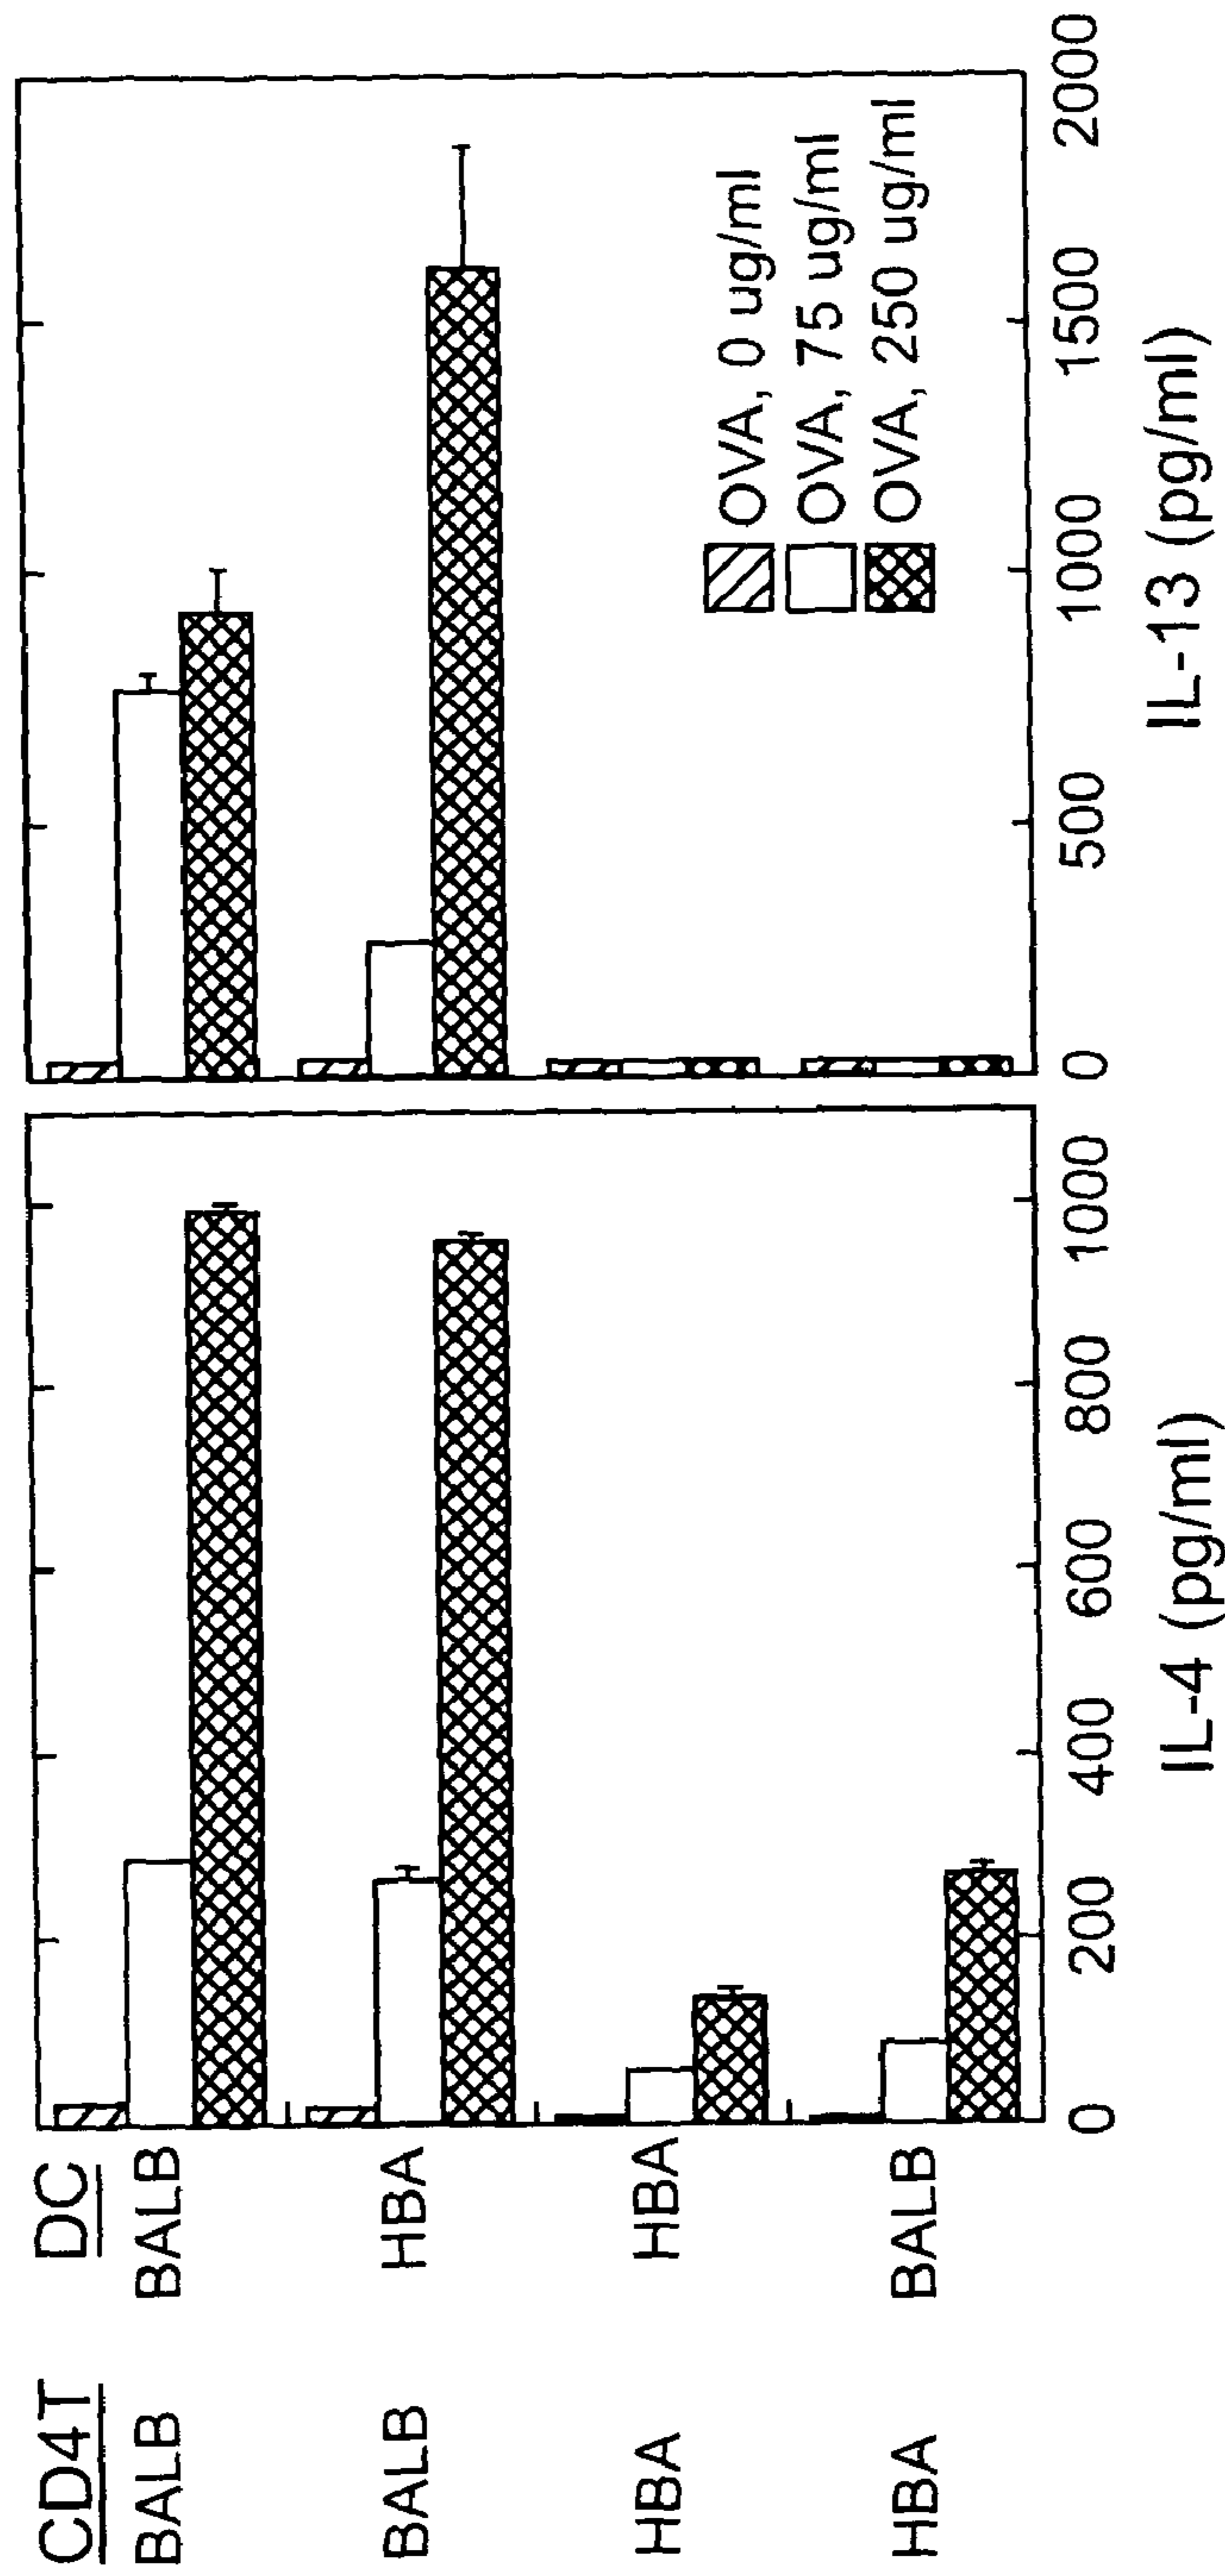 CD4T DC
BALB BALB
BALB HBA
HBA HBA
HBA BALB
0 200 400 600 800 1000
IL-4 (pg/ml)
OVA, 0 ug/ml
OVA, 75 ug/ml
OVA, 250 ug/ml
0 500 1000 1500 2000
IL-13 (pg/ml)